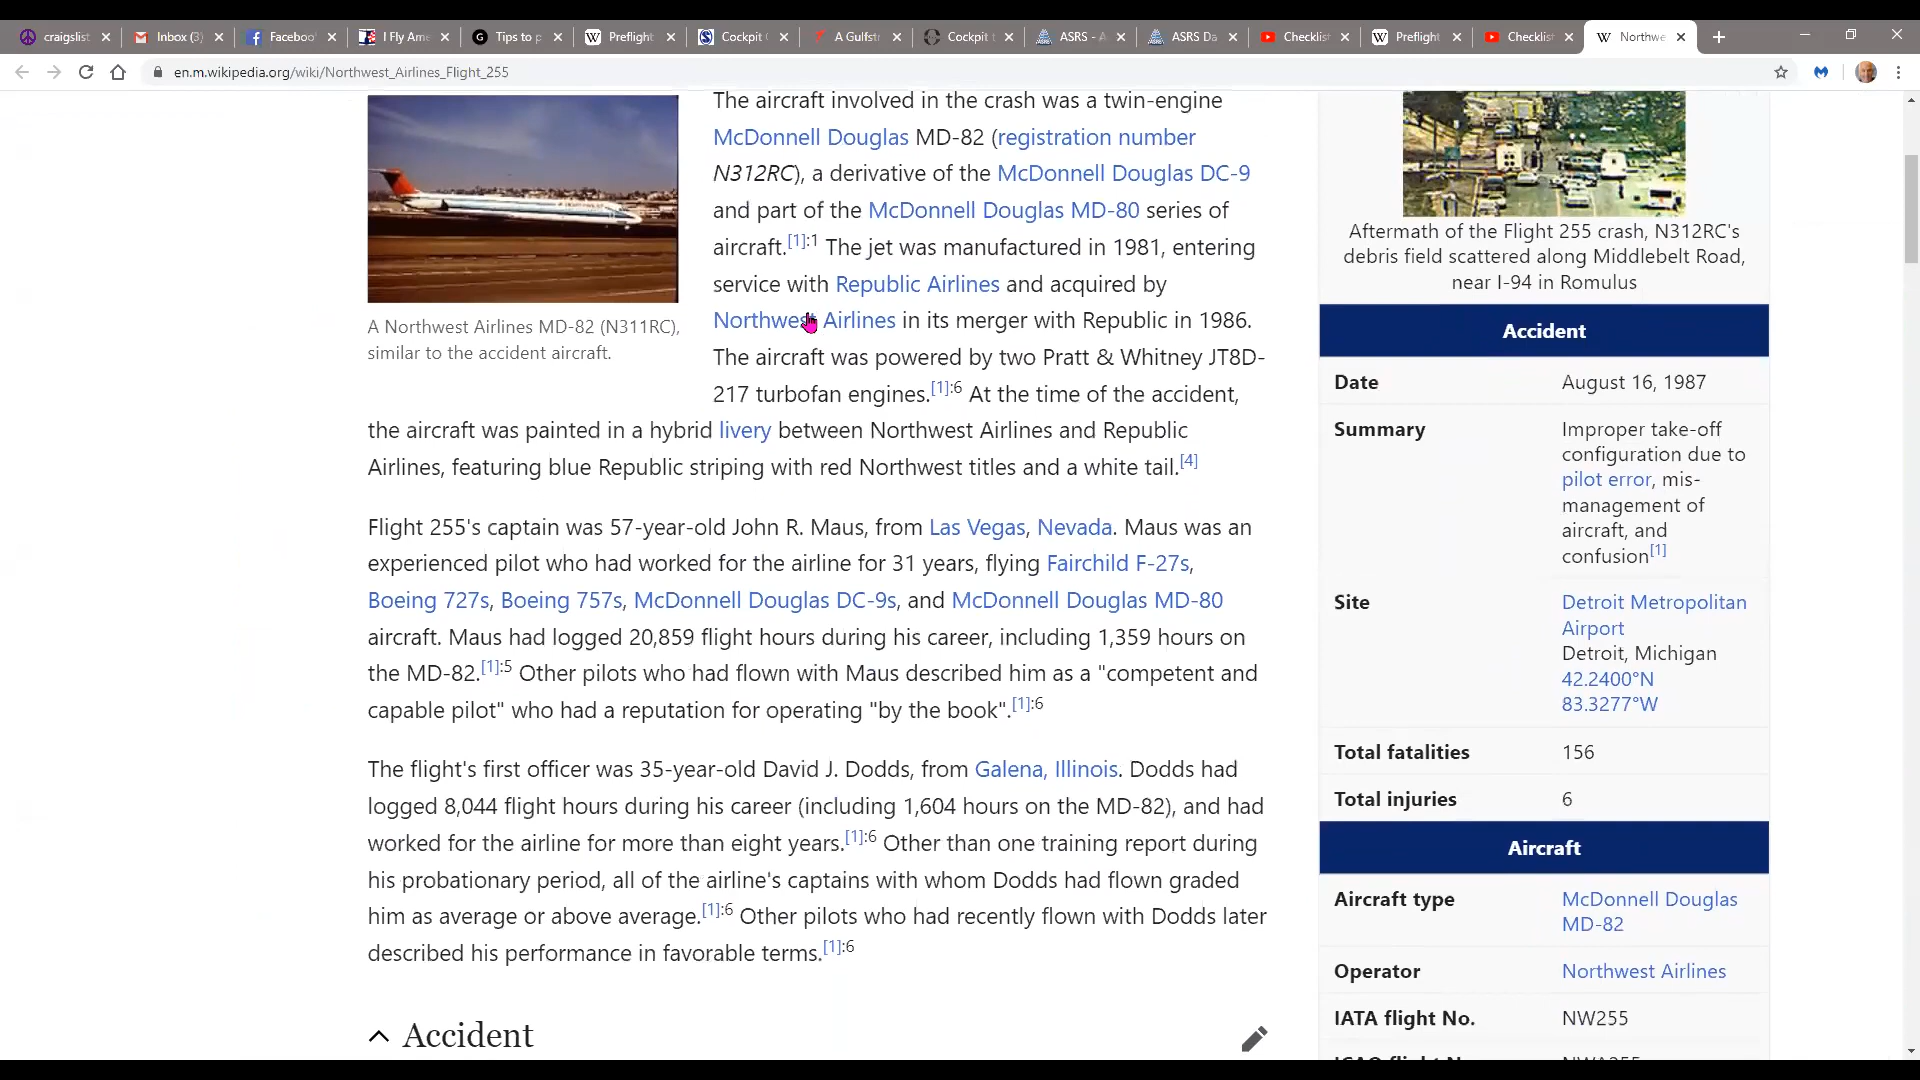 craigslist
Inbox (3)
Faceboo
I Fly Ame
Tips to p
Preflight
Cockpit
A Gulfst
Cockpit t
ASRS - A
ASRS Da
Checklist
Preflight
Checklist
Northwe
en.m.wikipedia.org/wiki/Northwest_Airlines_Flight_255
A Northwest Airlines MD-82 (N311RC),
similar to the accident aircraft.
The aircraft involved in the crash was a twin-engine
McDonnell Douglas MD-82 (registration number
N312RC), a derivative of the McDonnell Douglas DC-9
and part of the McDonnell Douglas MD-80 series of
aircraft.[1]:1 The jet was manufactured in 1981, entering
service with Republic Airlines and acquired by
Northwest Airlines in its merger with Republic in 1986.
The aircraft was powered by two Pratt & Whitney JT8D-
217 turbofan engines.[1]:6 At the time of the accident,
the aircraft was painted in a hybrid livery between Northwest Airlines and Republic
Airlines, featuring blue Republic striping with red Northwest titles and a white tail.[4]
Flight 255's captain was 57-year-old John R. Maus, from Las Vegas, Nevada. Maus was an
experienced pilot who had worked for the airline for 31 years, flying Fairchild F-27s,
Boeing 727s, Boeing 757s, McDonnell Douglas DC-9s, and McDonnell Douglas MD-80
aircraft. Maus had logged 20,859 flight hours during his career, including 1,359 hours on
the MD-82.[1]:5 Other pilots who had flown with Maus described him as a "competent and
capable pilot" who had a reputation for operating "by the book".[1]:6
The flight's first officer was 35-year-old David J. Dodds, from Galena, Illinois. Dodds had
logged 8,044 flight hours during his career (including 1,604 hours on the MD-82), and had
worked for the airline for more than eight years.[1]:6 Other than one training report during
his probationary period, all of the airline's captains with whom Dodds had flown graded
him as average or above average.[1]:6 Other pilots who had recently flown with Dodds later
described his performance in favorable terms.[1]:6
Accident
Aftermath of the Flight 255 crash, N312RC's
debris field scattered along Middlebelt Road,
near I-94 in Romulus
Accident
Date August 16, 1987
Summary Improper take-off
configuration due to
pilot error, mis-
management of
aircraft, and
confusion[1]
Site Detroit Metropolitan
Airport
Detroit, Michigan
42.2400°N
83.3277°W
Total fatalities 156
Total injuries 6
Aircraft
Aircraft type McDonnell Douglas
MD-82
Operator Northwest Airlines
IATA flight No. NW255